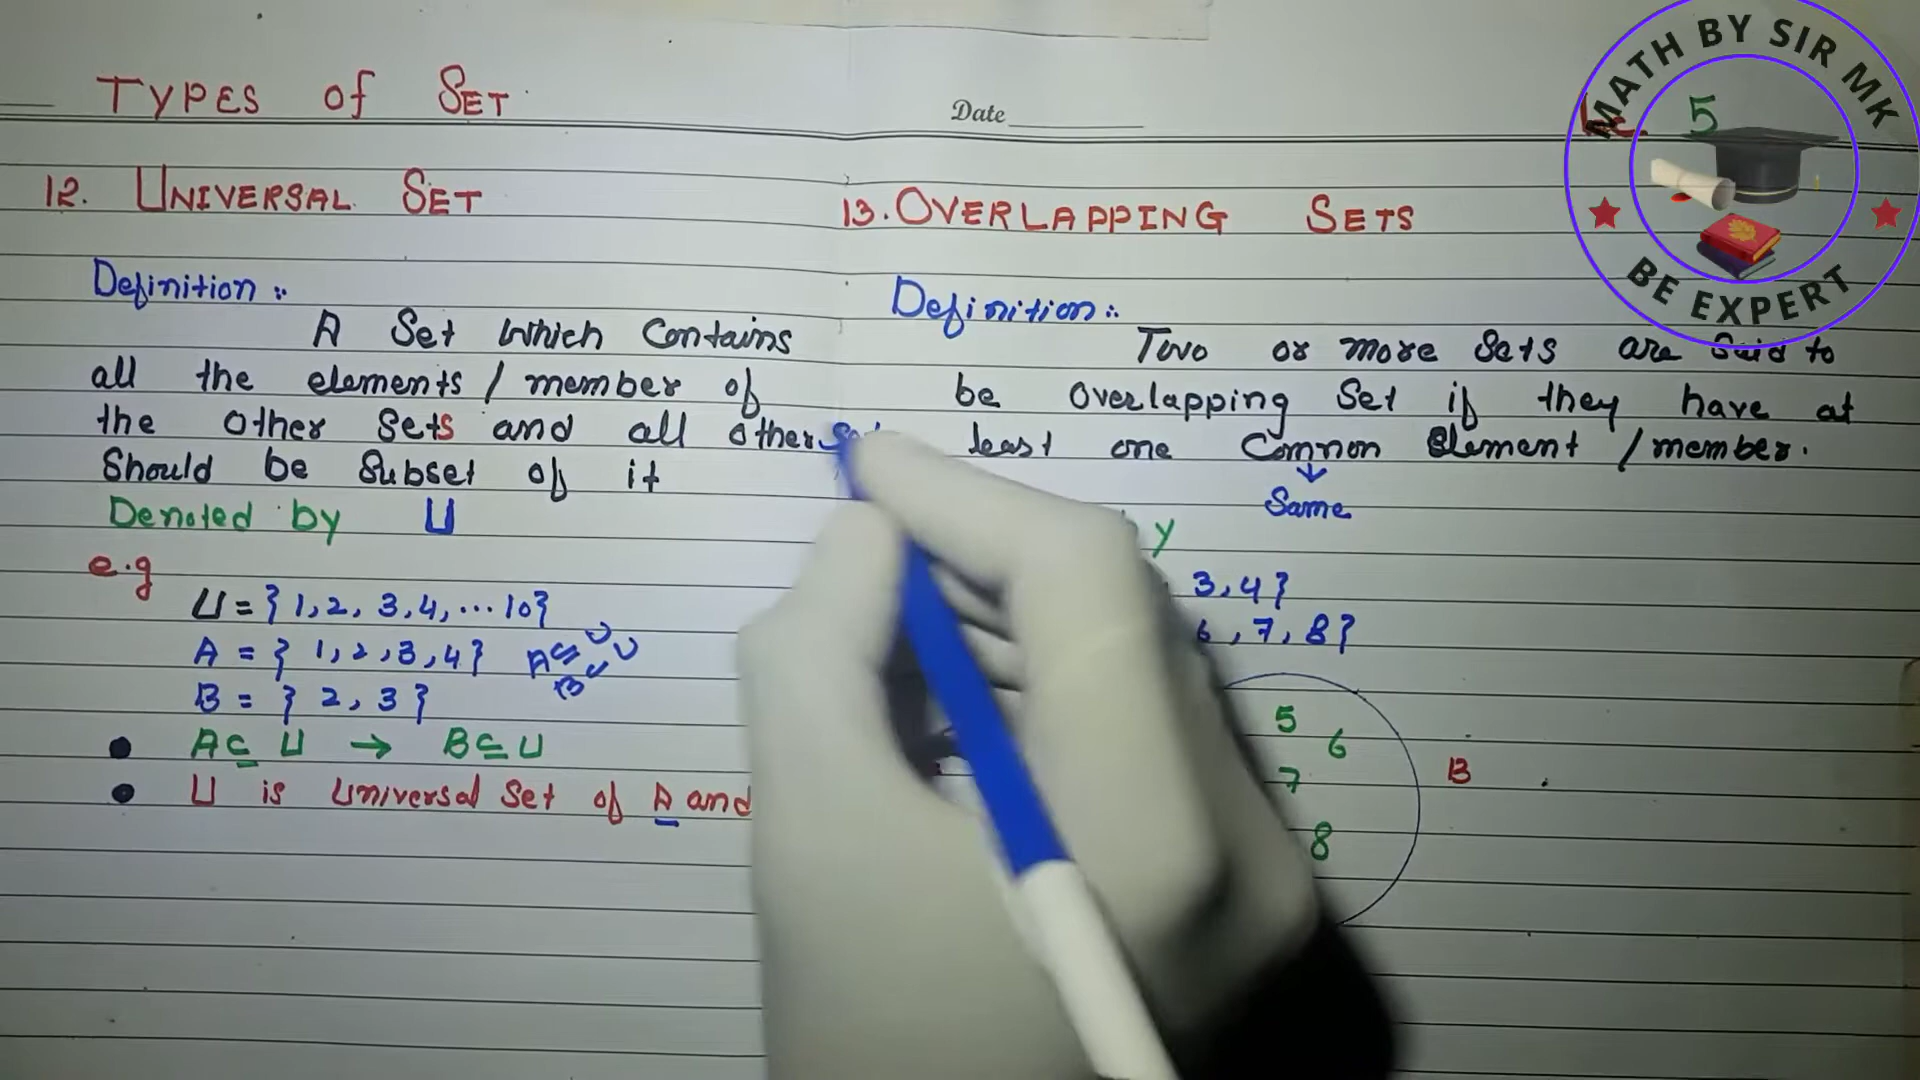 TYPES of SET
Date
5
12. UNIVERSAL SET
Definition :
A Set which Contains
all the elements / member of
the other Sets and all other Set
Should be Subset of it
Denoted by U
e.g
U = { 1, 2, 3, 4, ... 10}
A = { 1, 2, 3, 4 }
A ⊆ U
B ⊆ U
B = { 2, 3 }
● A ⊆ U → B ⊆ U
● U is Universal Set of A and
13. OVERLAPPING SETS
Definition :
Two or more Sets are Said to
be Overlapping Set if they have at
least one Common Element / member.
↓
Same
y
3, 4 }
6 , 7, 8 }
5
6
7
8
B
MATH BY SIR MK
BE EXPERT